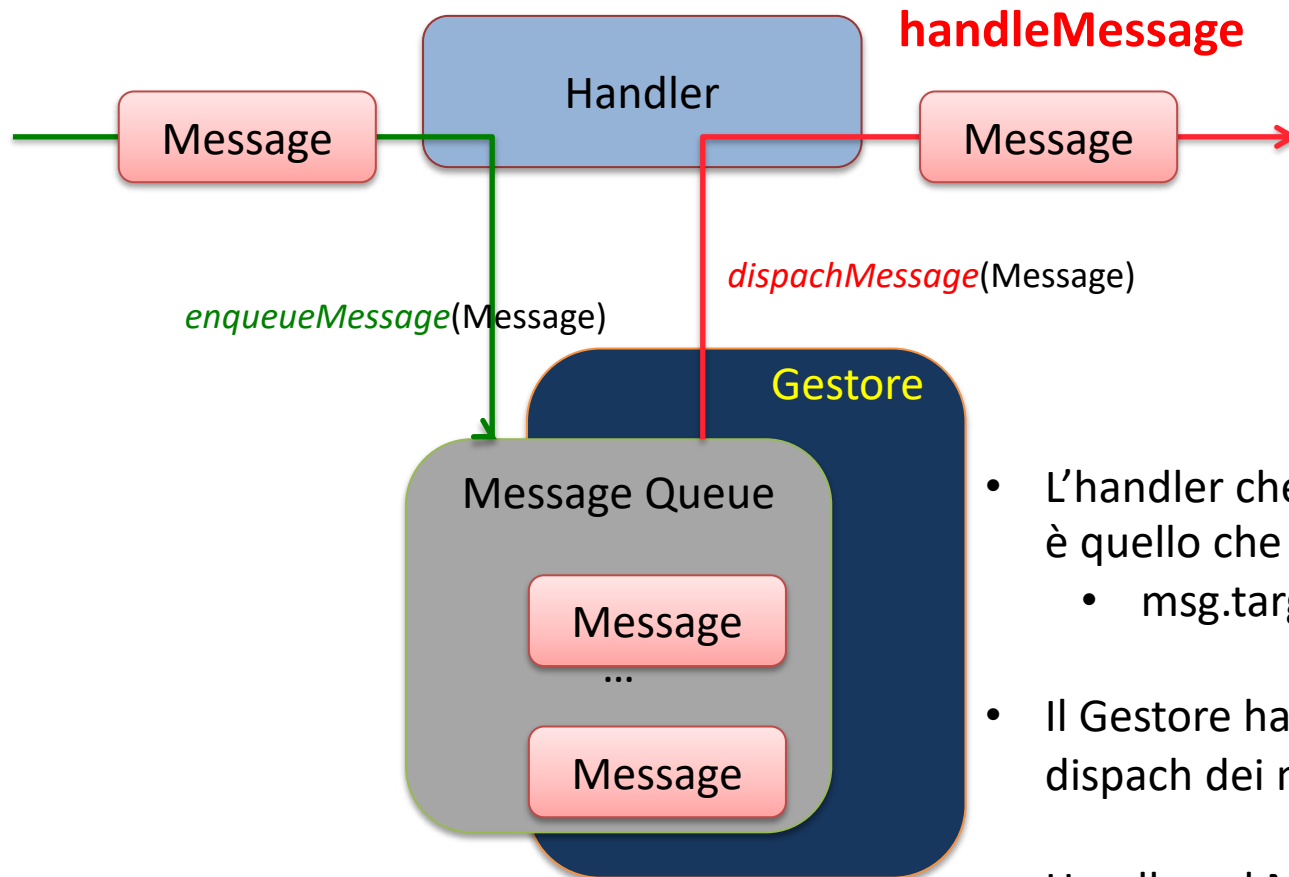 handleMessage
Handler
Message
Message
dispachMessage(Message)
enqueueMessage(Message)
Gestore
Message Queue
Message
...
Message
• L'handler che
è quello che
• msg.targ
• Il Gestore ha
dispach dei